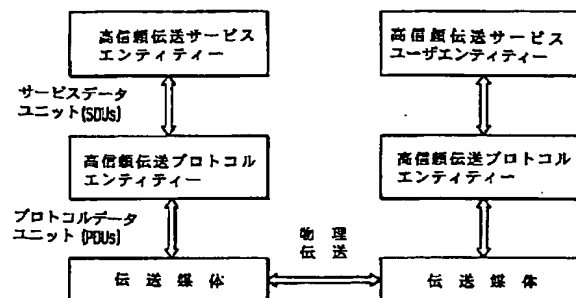 高信頼伝送サービス
エンティティー
高信頼伝送サービス
ユーザエンティティー
サービスデータ
ユニット(SDUs)
高信頼伝送プロトコル
エンティティー
高信頼伝送プロトコル
エンティティー
プロトコルデータ
ユニット(PDUs)
物理
伝送
伝送媒体
伝送媒体